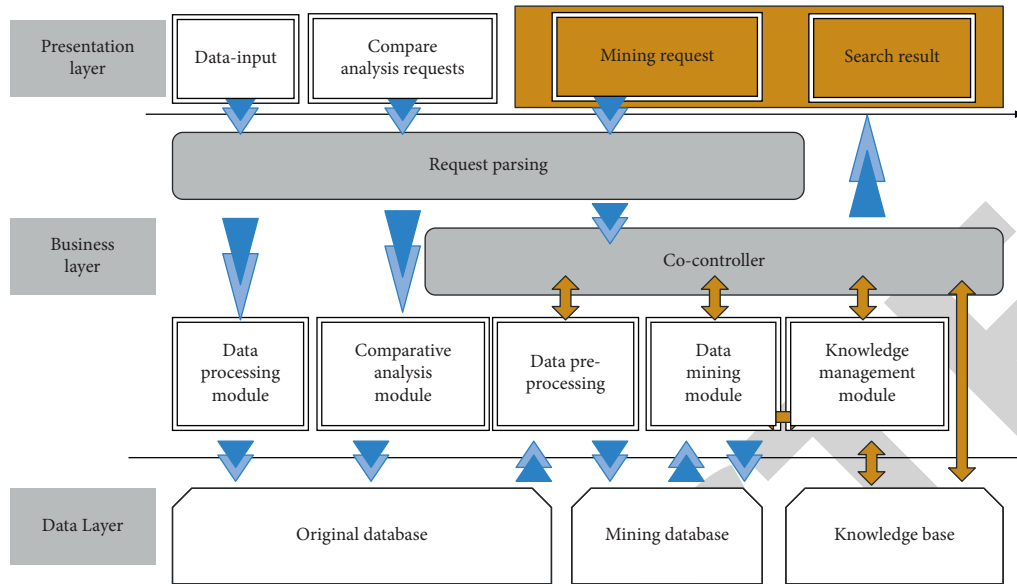 Presentation
layer
Data-input
Compare
analysis requests
Mining request
Search result
Request parsing
Business
layer
Co-controller
Data
processing
module
Comparative
analysis
module
Data pre-
processing
Data
mining
module
Knowledge
management
module
Data Layer
Original database
Mining database
Knowledge base